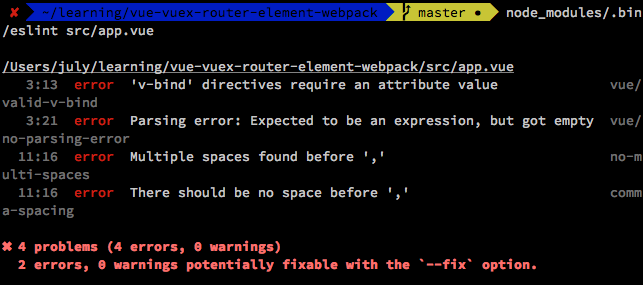 ✘ ~/learning/vue-vuex-router-element-webpack master ● node_modules/.bin
/eslint src/app.vue
/Users/july/learning/vue-vuex-router-element-webpack/src/app.vue
3:13 error 'v-bind' directives require an attribute value vue/
valid-v-bind
3:21 error Parsing error: Expected to be an expression, but got empty vue/
no-parsing-error
11:16 error Multiple spaces found before ',' no-m
ulti-spaces
11:16 error There should be no space before ',' comm
a-spacing
✖ 4 problems (4 errors, 0 warnings)
2 errors, 0 warnings potentially fixable with the `--fix` option.